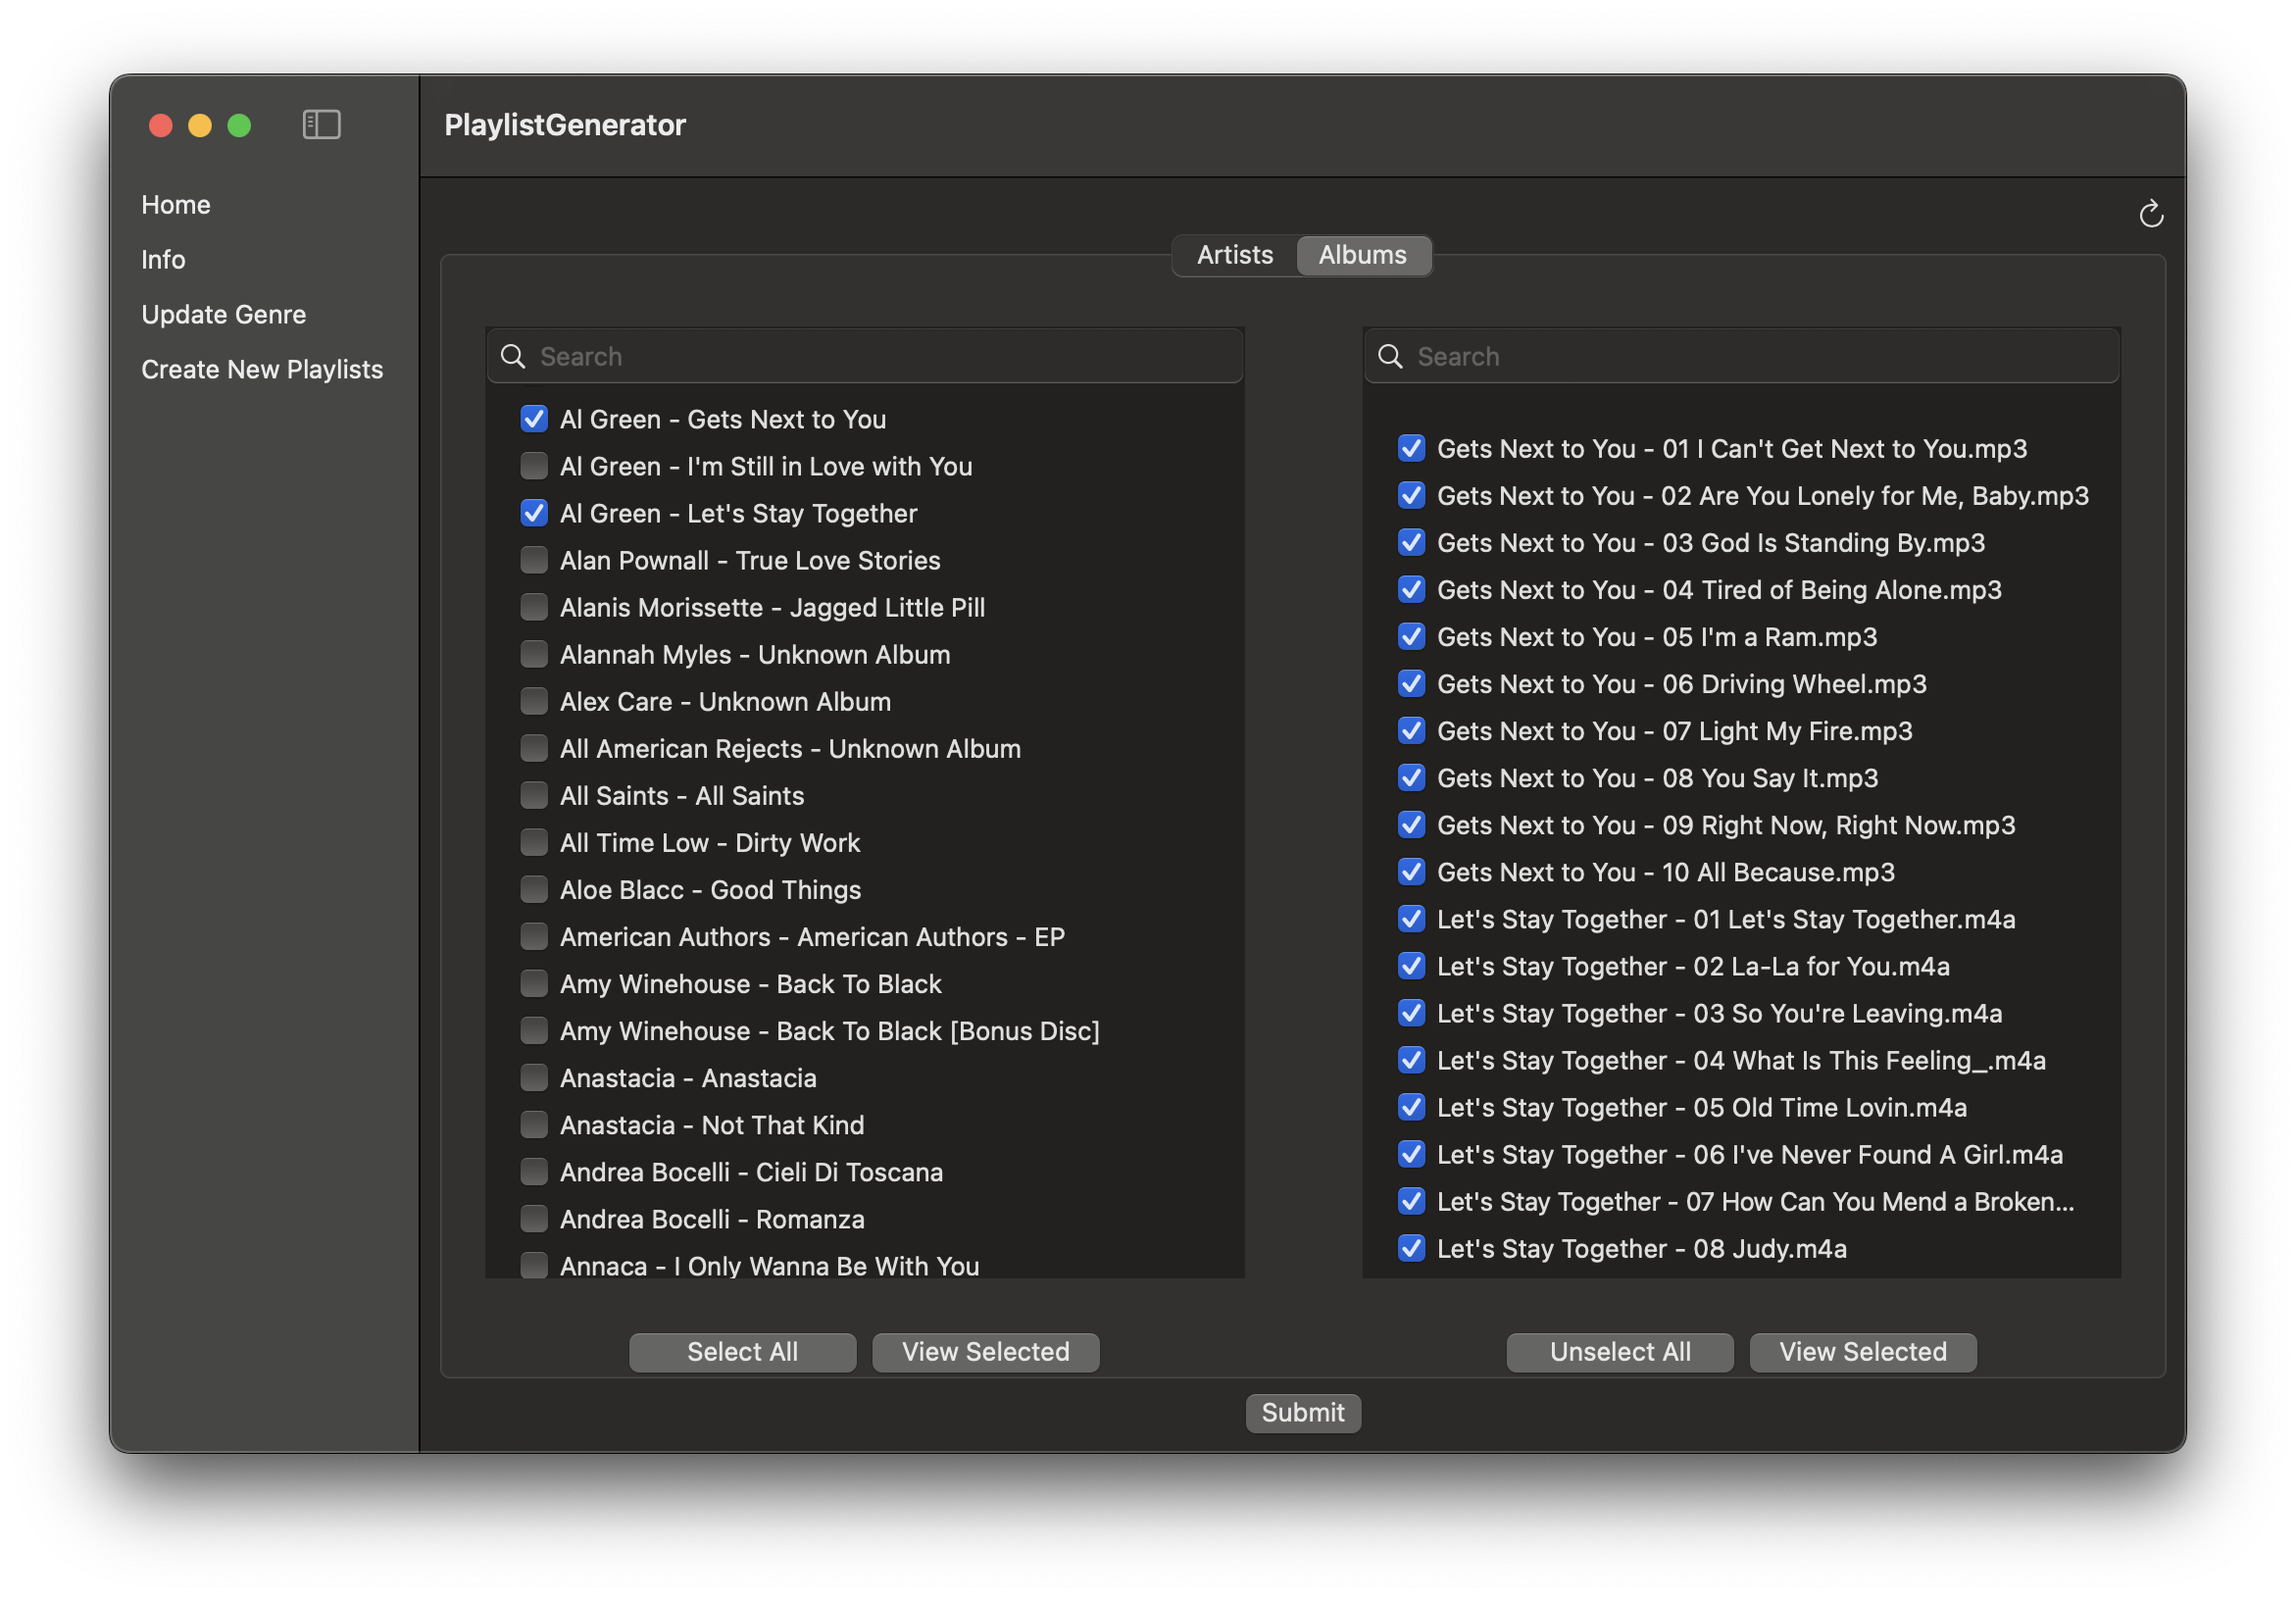 PlaylistGenerator
Home
Info
Update Genre
Create New Playlists
Artists
Albums
Search
Al Green - Gets Next to You
Al Green - I'm Still in Love with You
Al Green - Let's Stay Together
Alan Pownall - True Love Stories
Alanis Morissette - Jagged Little Pill
Alannah Myles - Unknown Album
Alex Care - Unknown Album
All American Rejects - Unknown Album
All Saints - All Saints
All Time Low - Dirty Work
Aloe Blacc - Good Things
American Authors - American Authors - EP
Amy Winehouse - Back To Black
Amy Winehouse - Back To Black [Bonus Disc]
Anastacia - Anastacia
Anastacia - Not That Kind
Andrea Bocelli - Cieli Di Toscana
Andrea Bocelli - Romanza
Annaca - I Only Wanna Be With You
Select All
View Selected
Search
Gets Next to You - 01 I Can't Get Next to You.mp3
Gets Next to You - 02 Are You Lonely for Me, Baby.mp3
Gets Next to You - 03 God Is Standing By.mp3
Gets Next to You - 04 Tired of Being Alone.mp3
Gets Next to You - 05 I'm a Ram.mp3
Gets Next to You - 06 Driving Wheel.mp3
Gets Next to You - 07 Light My Fire.mp3
Gets Next to You - 08 You Say It.mp3
Gets Next to You - 09 Right Now, Right Now.mp3
Gets Next to You - 10 All Because.mp3
Let's Stay Together - 01 Let's Stay Together.m4a
Let's Stay Together - 02 La-La for You.m4a
Let's Stay Together - 03 So You're Leaving.m4a
Let's Stay Together - 04 What Is This Feeling_.m4a
Let's Stay Together - 05 Old Time Lovin.m4a
Let's Stay Together - 06 I've Never Found A Girl.m4a
Let's Stay Together - 07 How Can You Mend a Broken...
Let's Stay Together - 08 Judy.m4a
Unselect All
View Selected
Submit